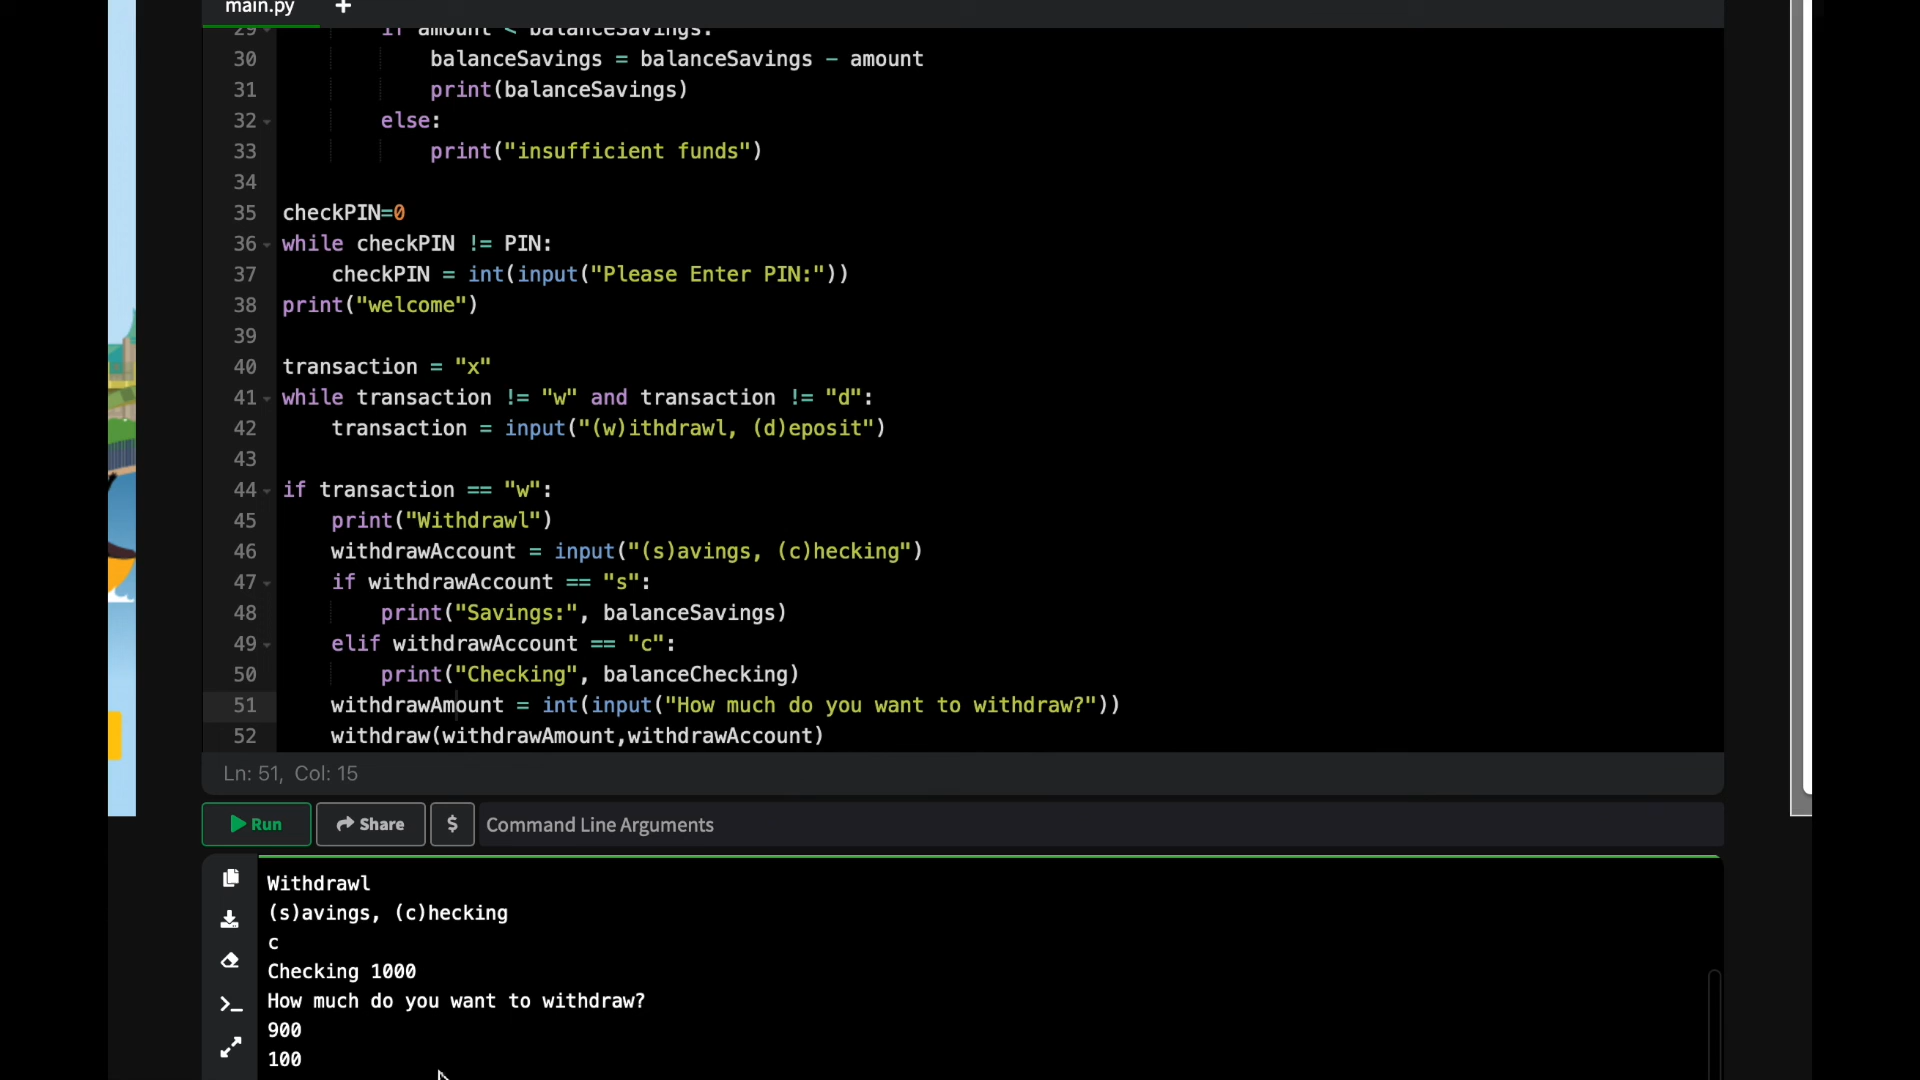 main.py +
29 if amount < balanceSavings:
30 balanceSavings = balanceSavings - amount
31 print(balanceSavings)
32 else:
33 print("insufficient funds")
34
35 checkPIN=0
36 while checkPIN != PIN:
37 checkPIN = int(input("Please Enter PIN:"))
38 print("welcome")
39
40 transaction = "x"
41 while transaction != "w" and transaction != "d":
42 transaction = input("(w)ithdrawl, (d)eposit")
43
44 if transaction == "w":
45 print("Withdrawl")
46 withdrawAccount = input("(s)avings, (c)hecking")
47 if withdrawAccount == "s":
48 print("Savings:", balanceSavings)
49 elif withdrawAccount == "c":
50 print("Checking", balanceChecking)
51 withdrawAmount = int(input("How much do you want to withdraw?"))
52 withdraw(withdrawAmount,withdrawAccount)
Ln: 51, Col: 15
Run Share $ Command Line Arguments
Withdrawl
(s)avings, (c)hecking
c
Checking 1000
How much do you want to withdraw?
900
100